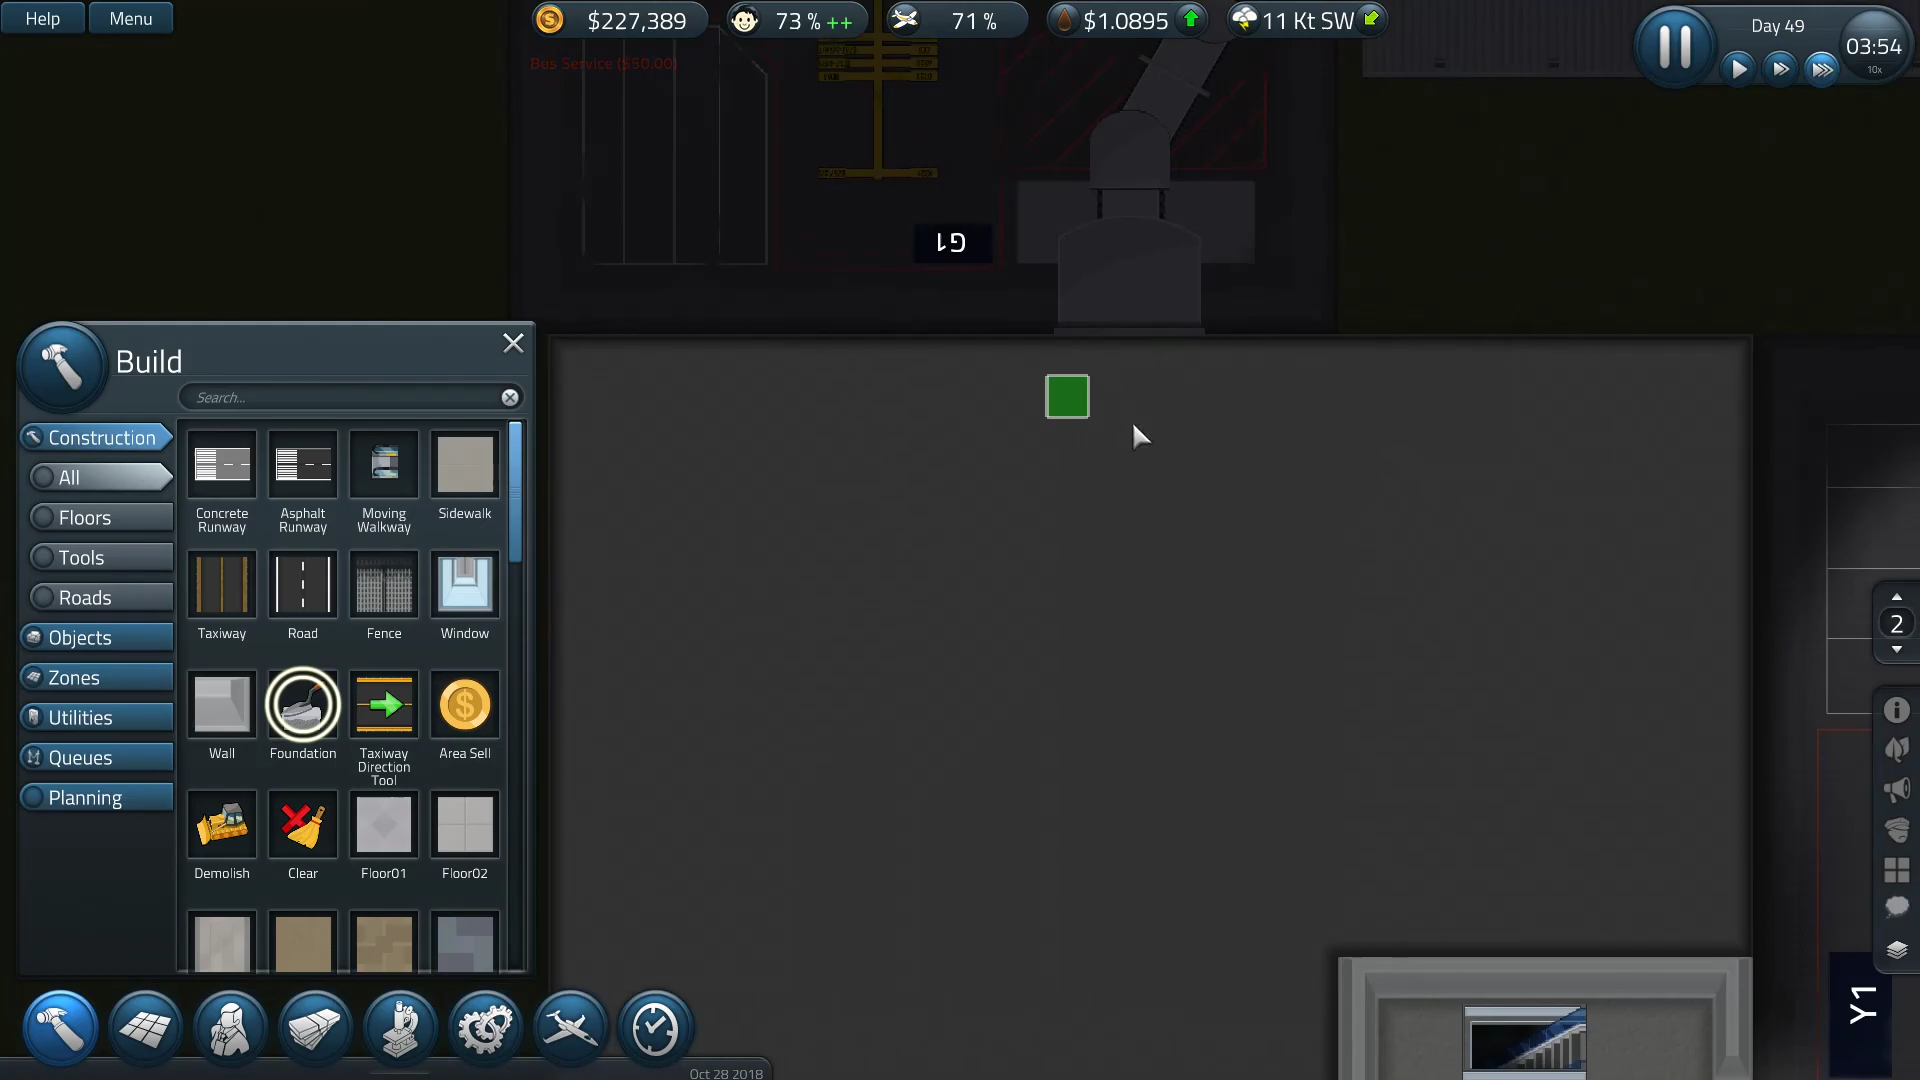 Help
Menu
$227,389
73 % ++
71 %
$1.0895
11 Kt SW
Day 49
03:54
10x
Bus Service ($50.00)
G1
Build
Search...
Construction
All
Floors
Tools
Roads
Objects
Zones
Utilities
Queues
Planning
Concrete Runway
Asphalt Runway
Moving Walkway
Sidewalk
Taxiway
Road
Fence
Window
Wall
Foundation
Taxiway Direction Tool
Area Sell
Demolish
Clear
Floor01
Floor02
2
Y1
Oct 28 2018